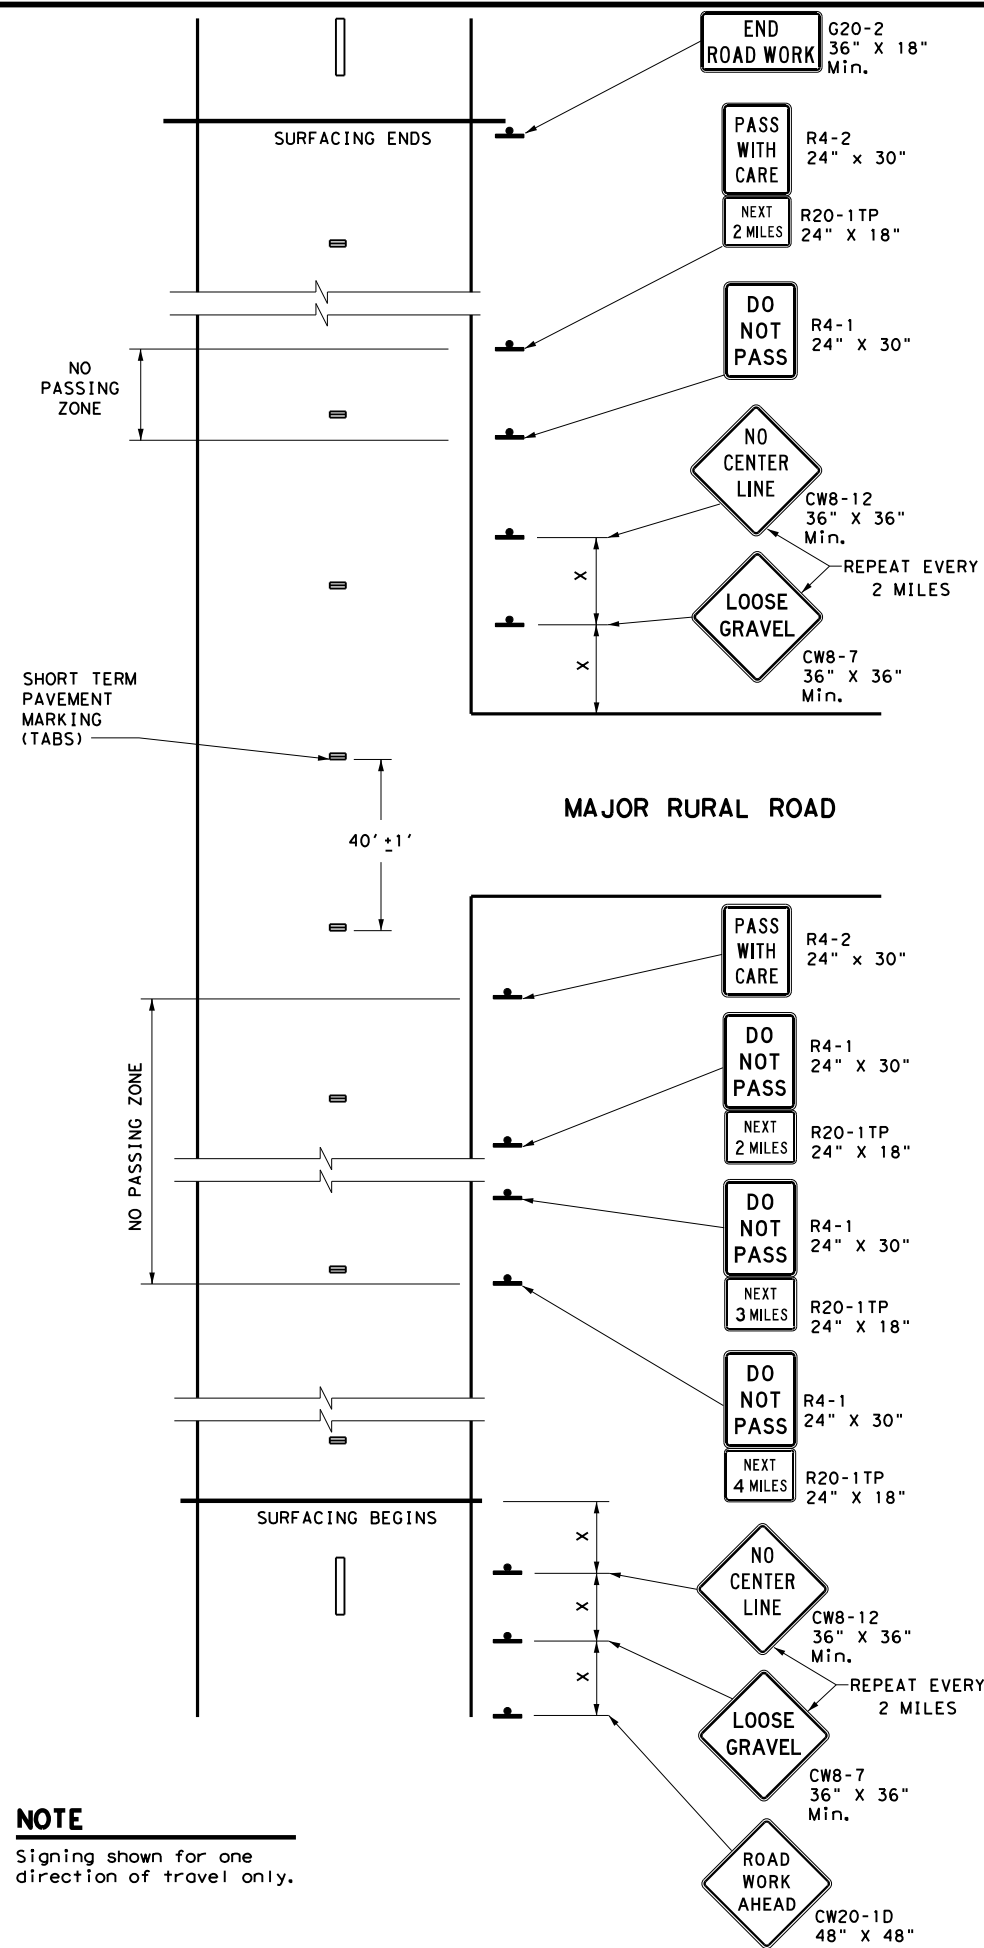 END
ROAD WORK
G20-2
36" X 18"
Min.
SURFACING ENDS
PASS
WITH
CARE
R4-2
24" x 30"
NEXT
2 MILES
R20-1TP
24" X 18"
DO
NOT
PASS
R4-1
24" X 30"
NO
PASSING
ZONE
NO
CENTER
LINE
CW8-12
36" X 36"
Min.
X
REPEAT EVERY
2 MILES
LOOSE
GRAVEL
X
CW8-7
36" X 36"
Min.
SHORT TERM
PAVEMENT
MARKING
(TABS)
MAJOR RURAL ROAD
40' ±1'
PASS
WITH
CARE
R4-2
24" x 30"
DO
NOT
PASS
R4-1
24" X 30"
NEXT
2 MILES
R20-1TP
24" X 18"
NO PASSING ZONE
DO
NOT
PASS
R4-1
24" X 30"
NEXT
3 MILES
R20-1TP
24" X 18"
DO
NOT
PASS
R4-1
24" X 30"
NEXT
4 MILES
R20-1TP
24" X 18"
SURFACING BEGINS
X
NO
CENTER
LINE
X
CW8-12
36" X 36"
Min.
X
REPEAT EVERY
2 MILES
LOOSE
GRAVEL
CW8-7
36" X 36"
Min.
NOTE
Signing shown for one
direction of travel only.
ROAD
WORK
AHEAD
CW20-1D
48" X 48"